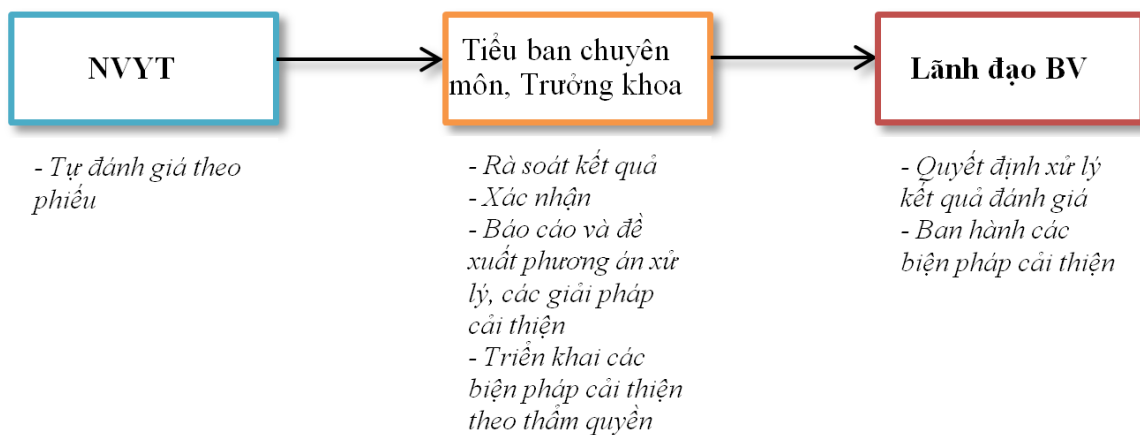 NVYT
- Tự đánh giá theo
phiếu
Tiểu ban chuyên
môn, Trưởng khoa
- Rà soát kết quả
- Xác nhận
- Báo cáo và đề
xuất phương án xử
lý, các giải pháp
cải thiện
- Triển khai các
biện pháp cải thiện
theo thẩm quyền
Lãnh đạo BV
- Quyết định xử lý
kết quả đánh giá
- Ban hành các
biện pháp cải thiện